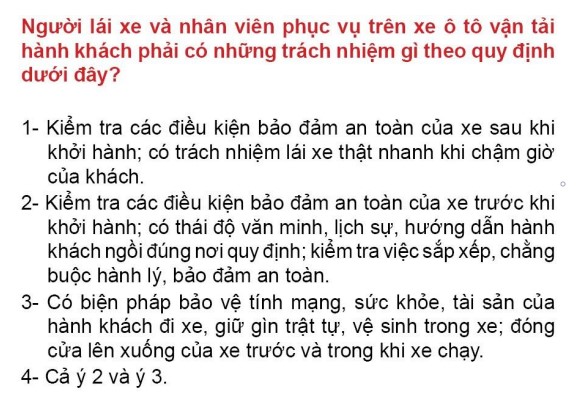 Người lái xe và nhân viên phục vụ trên xe ô tô vận tải
hành khách phải có những trách nhiệm gì theo quy định
dưới đây?
1- Kiểm tra các điều kiện bảo đảm an toàn của xe sau khi
khởi hành; có trách nhiệm lái xe thật nhanh khi chậm giờ
của khách.
2- Kiểm tra các điều kiện bảo đảm an toàn của xe trước khi
khởi hành; có thái độ văn minh, lịch sự, hướng dẫn hành
khách ngồi đúng nơi quy định; kiểm tra việc sắp xếp, chằng
buộc hành lý, bảo đảm an toàn.
3- Có biện pháp bảo vệ tính mạng, sức khỏe, tài sản của
hành khách đi xe, giữ gìn trật tự, vệ sinh trong xe; đóng
cửa lên xuống của xe trước và trong khi xe chạy.
4- Cả ý 2 và ý 3.